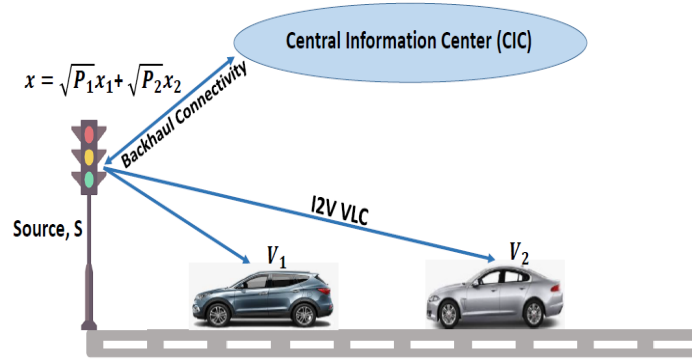 Central Information Center (CIC)
x = √P₁x₁+ √P₂x₂
Backhaul Connectivity
I2V VLC
Source, S
V₁
V₂